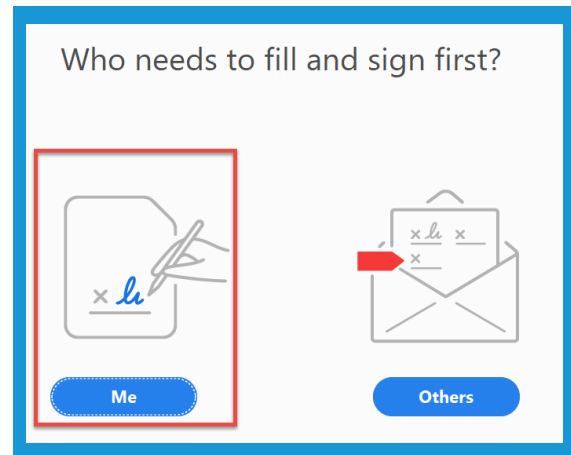 Who needs to fill and sign first?
x
x x
x
Me
Others